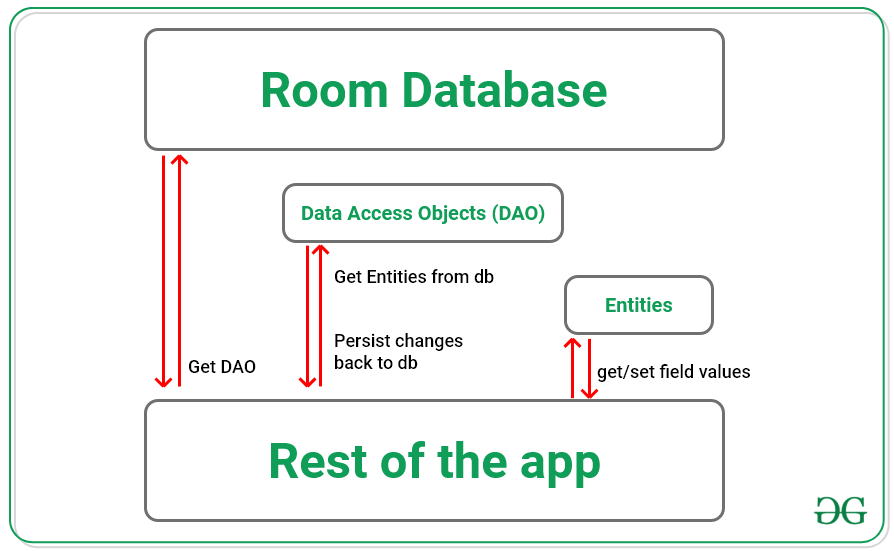 Room Database
Data Access Objects (DAO)
Get Entities from db
Entities
Persist changes
back to db
Get DAO
get/set field values
Rest of the app